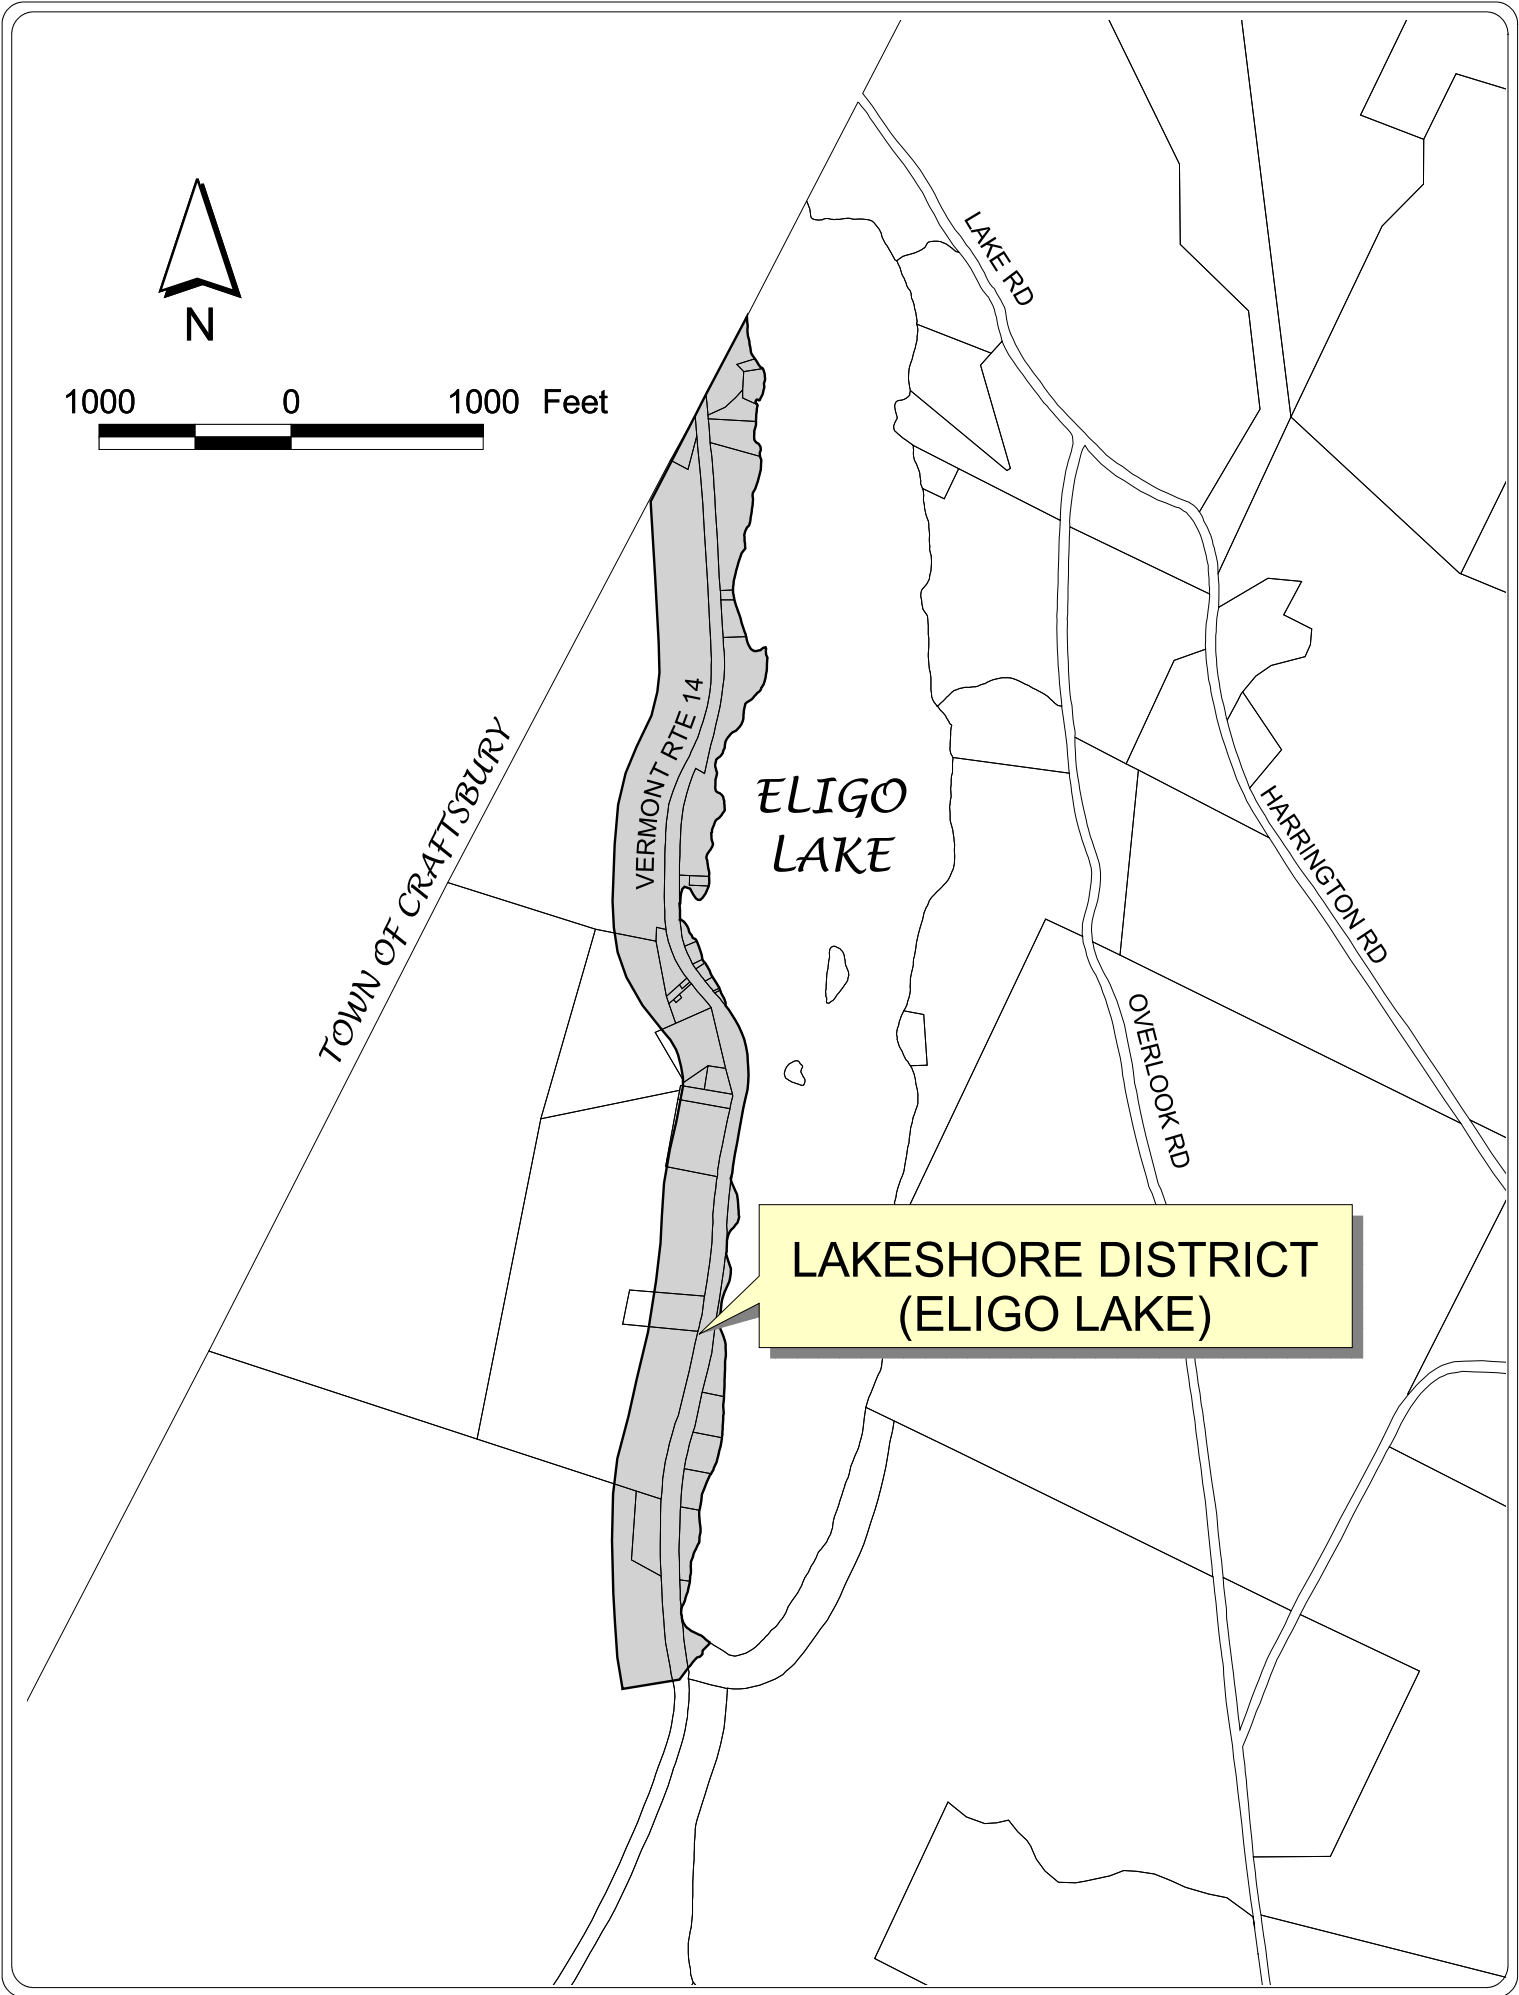 LAKE RD
N
1000 0 1000 Feet
VERMONT RTE 14
TOWN OF CRAFTSBURY
ELIGO
LAKE
HARRINGTON RD
OVERLOOK RD
LAKESHORE DISTRICT
(ELIGO LAKE)